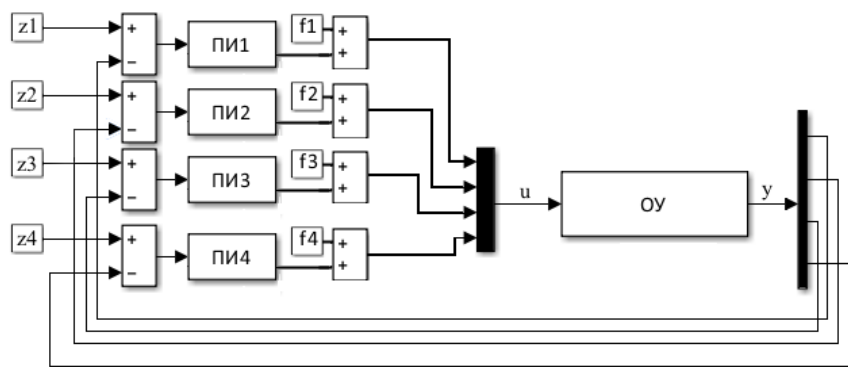 z1 + − ПИ1 f1 + +
z2 + − ПИ2 f2 + +
z3 + − ПИ3 f3 + +
z4 + − ПИ4 f4 + +
u ОУ y